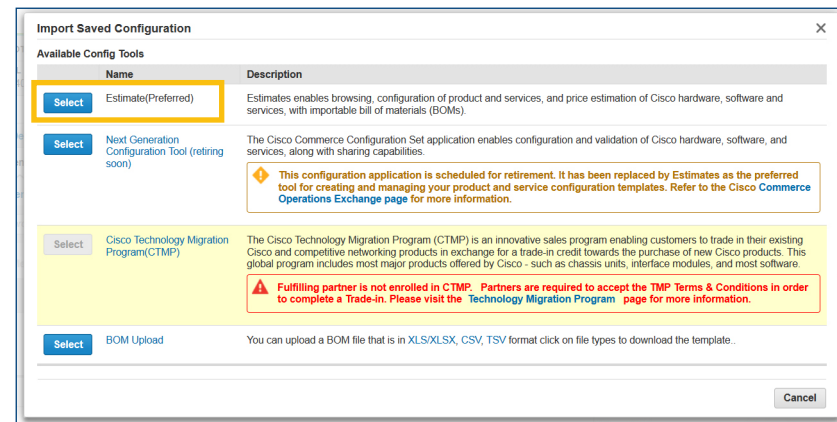 Import Saved Configuration
Available Config Tools
Name Description
Select Estimate(Preferred) Estimates enables browsing, configuration of product and services, and price estimation of Cisco hardware, software and
services, with importable bill of materials (BOMs).
Select Next Generation
Configuration Tool (retiring
soon)
The Cisco Commerce Configuration Set application enables configuration and validation of Cisco hardware, software, and
services, along with sharing capabilities.
This configuration application is scheduled for retirement. It has been replaced by Estimates as the preferred
tool for creating and managing your product and service configuration templates. Refer to the Cisco Commerce
Operations Exchange page for more information.
Select Cisco Technology Migration
Program(CTMP)
The Cisco Technology Migration Program (CTMP) is an innovative sales program enabling customers to trade in their existing
Cisco and competitive networking products in exchange for a trade-in credit towards the purchase of new Cisco products. This
global program includes most major products offered by Cisco - such as chassis units, interface modules, and most software.
Fulfilling partner is not enrolled in CTMP. Partners are required to accept the TMP Terms & Conditions in order
to complete a Trade-in. Please visit the Technology Migration Program page for more information.
Select BOM Upload You can upload a BOM file that is in XLS/XLSX, CSV, TSV format click on file types to download the template..
Cancel